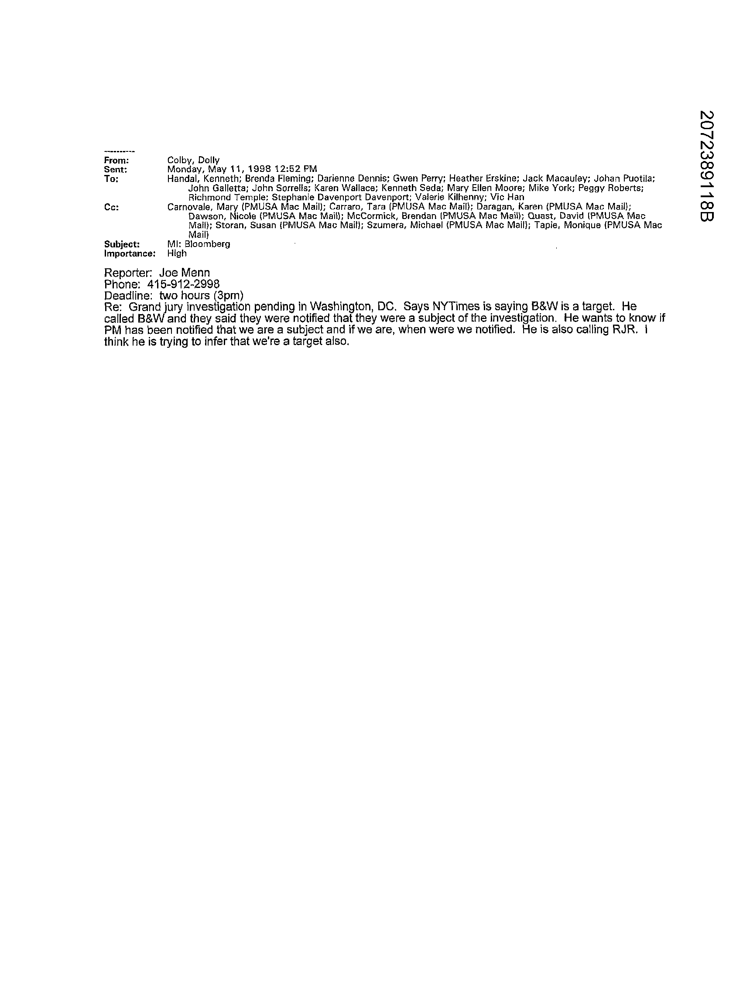 2072389118B
----------
From: Colby, Dolly
Sent: Monday, May 11, 1998 12:52 PM
To: Handal, Kenneth; Brenda Fleming; Darienne Dennis; Gwen Perry; Heather Erskine; Jack Macauley; Johan Puotila;
John Galletta; John Sorrells; Karen Wallace; Kenneth Seda; Mary Ellen Moore; Mike York; Peggy Roberts;
Richmond Temple; Stephanie Davenport Davenport; Valerie Kilhenny; Vic Han
Cc: Carnovale, Mary (PMUSA Mac Mail); Carraro, Tara (PMUSA Mac Mail); Daragan, Karen (PMUSA Mac Mail);
Dawson, Nicole (PMUSA Mac Mail); McCormick, Brendan (PMUSA Mac Mail); Quast, David (PMUSA Mac
Mail); Storan, Susan (PMUSA Mac Mail); Szumera, Michael (PMUSA Mac Mail); Tapie, Monique (PMUSA Mac
Mail)
Subject: MI: Bloomberg
Importance: High
Reporter: Joe Menn
Phone: 415-912-2998
Deadline: two hours (3pm)
Re: Grand jury investigation pending in Washington, DC. Says NYTimes is saying B&W is a target. He
called B&W and they said they were notified that they were a subject of the investigation. He wants to know if
PM has been notified that we are a subject and if we are, when were we notified. He is also calling RJR. I
think he is trying to infer that we're a target also.